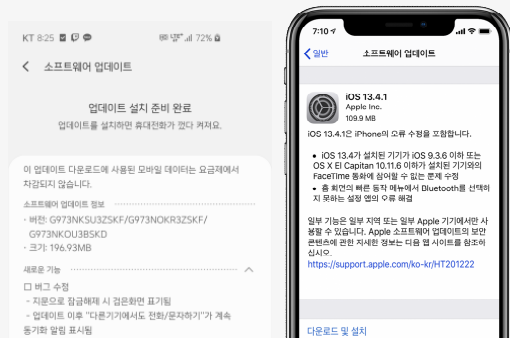 KT 8:25
72%
소프트웨어 업데이트
업데이트 설치 준비 완료
업데이트를 설치하면 휴대전화가 껐다 켜져요.
이 업데이트 다운로드에 사용된 모바일 데이터는 요금제에서
차감되지 않습니다.
소프트웨어 업데이트 정보
· 버전: G973NKSU3ZSKF/G973NOKR3ZSKF/
G973NKOU3BSKD
· 크기: 196.93MB
새로운 기능
□ 버그 수정
- 지문으로 잠금해제 시 검은화면 표기됨
- 업데이트 이후 "다른기기에서도 전화/문자하기"가 계속
동기화 알림 표시됨
7:10
일반
소프트웨어 업데이트
iOS 13.4.1
Apple Inc.
109.9 MB
iOS 13.4.1은 iPhone의 오류 수정을 포함합니다.
• iOS 13.4가 설치된 기기가 iOS 9.3.6 이하 또는
OS X El Capitan 10.11.6 이하가 설치된 기기와의
FaceTime 통화에 참여할 수 없는 문제 수정
• 홈 화면의 빠른 동작 메뉴에서 Bluetooth를 선택하
지 못하는 설정 앱의 오류 해결
일부 기능은 일부 지역 또는 일부 Apple 기기에서만 사
용할 수 있습니다. Apple 소프트웨어 업데이트의 보안
콘텐츠에 관한 자세한 정보는 다음 웹 사이트를 참조하
십시오.
https://support.apple.com/ko-kr/HT201222
다운로드 및 설치